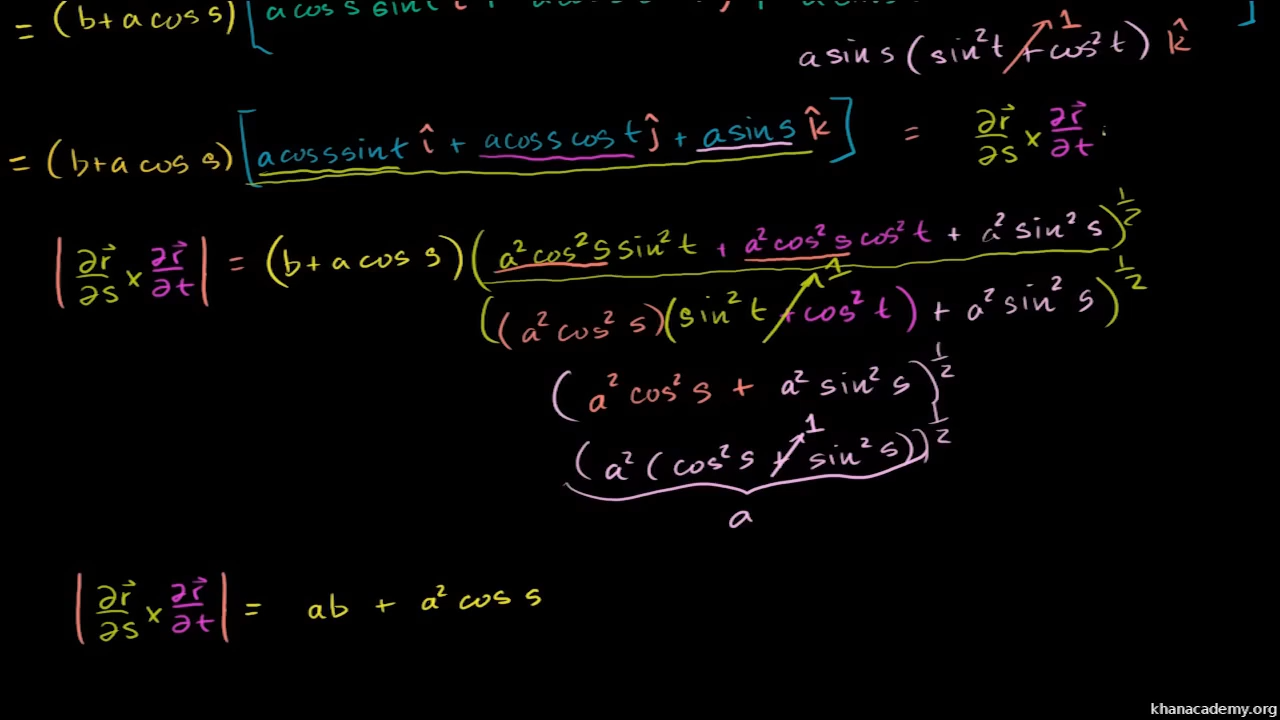 = (b+a cos s) [a cos s sin t
a sin s (sin²t + cos²t) k̂
1
= (b+a cos s) [a cos s sin t î + a cos s cos t ĵ + a sin s k̂] = ∂r⃗/∂s × ∂r⃗/∂t
|∂r⃗/∂s × ∂r⃗/∂t| = (b+a cos s)(a² cos² s sin² t + a² cos² s cos² t + a² sin² s)^½
1
((a² cos² s)(sin² t + cos² t) + a² sin² s)^½
(a² cos² s + a² sin² s)^½
1
(a² (cos² s + sin² s))^½
a
|∂r⃗/∂s × ∂r⃗/∂t| = ab + a² cos s
khanacademy.org